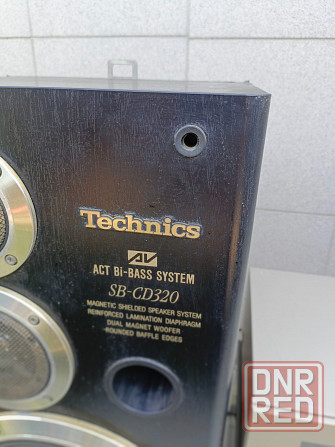 Technics
AV
ACT Bi-BASS SYSTEM
SB-CD320
MAGNETIC SHIELDED SPEAKER SYSTEM
REINFORCED LAMINATION DIAPHRAGM
DUAL MAGNET WOOFER
ROUNDED BAFFLE EDGES
DNR
RED